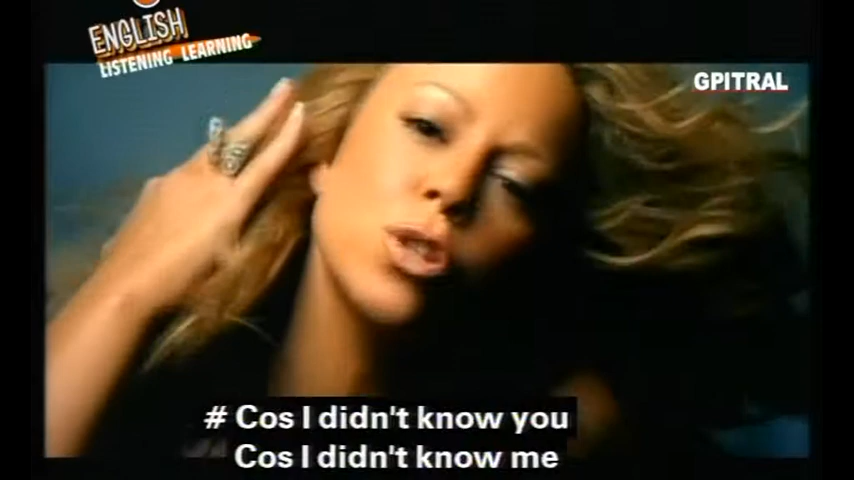 ENGLISH
LISTENING LEARNING
GPITRAL
# Cos I didn't know you
Cos I didn't know me